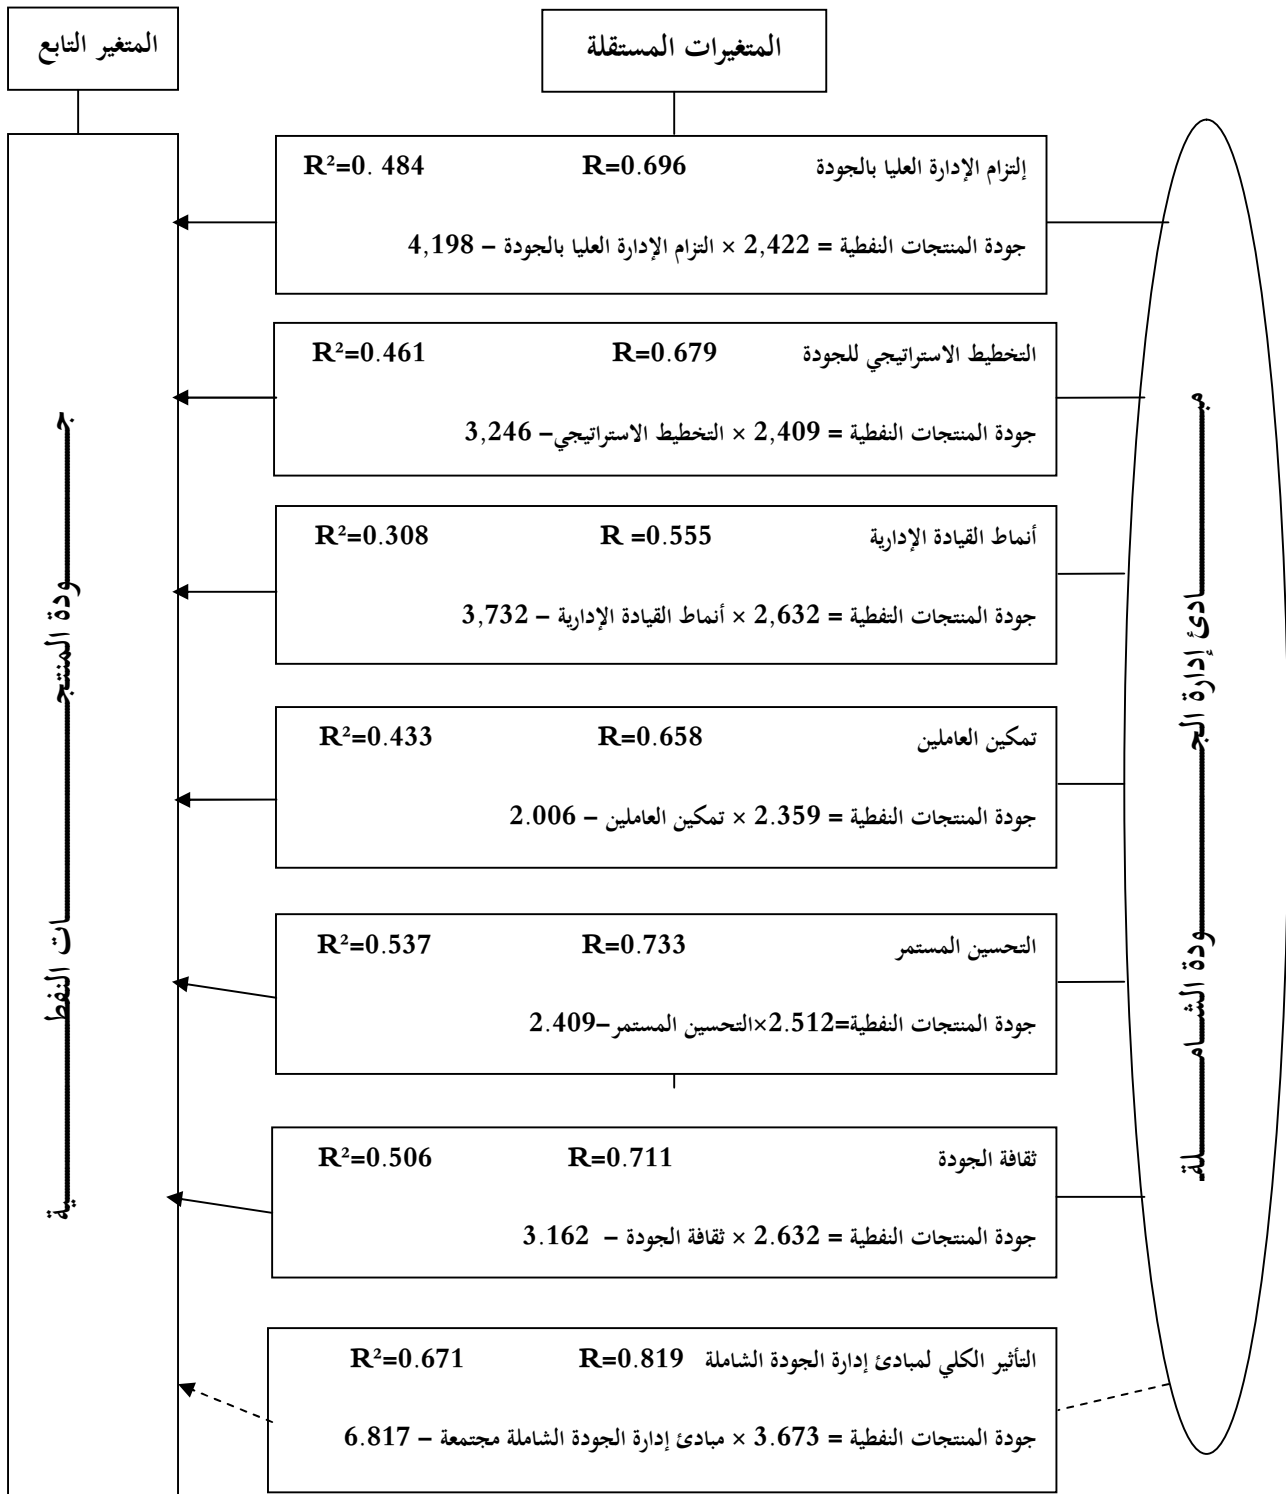 المتغيرات المستقلة
المتغير التابع
مبادئ إدارة الجودة الشاملة
إلتزام الإدارة العليا بالجودة R=0.696 R²=0. 484
جودة المنتجات النفطية = 2,422 × التزام الإدارة العليا بالجودة – 4,198
التخطيط الاستراتيجي للجودة R=0.679 R²=0.461
جودة المنتجات النفطية = 2,409 × التخطيط الاستراتيجي– 3,246
أنماط القيادة الإدارية R =0.555 R²=0.308
جودة المنتجات النفطية = 2,632 × أنماط القيادة الإدارية – 3,732
تمكين العاملين R=0.658 R²=0.433
جودة المنتجات النفطية = 2.359 × تمكين العاملين – 2.006
التحسين المستمر R=0.733 R²=0.537
جودة المنتجات النفطية=2.512×التحسين المستمر–2.409
ثقافة الجودة R=0.711 R²=0.506
جودة المنتجات النفطية = 2.632 × ثقافة الجودة – 3.162
التأثير الكلي لمبادئ إدارة الجودة الشاملة R=0.819 R²=0.671
جودة المنتجات النفطية = 3.673 × مبادئ إدارة الجودة الشاملة مجتمعة – 6.817
جودة المنتجات النفطية